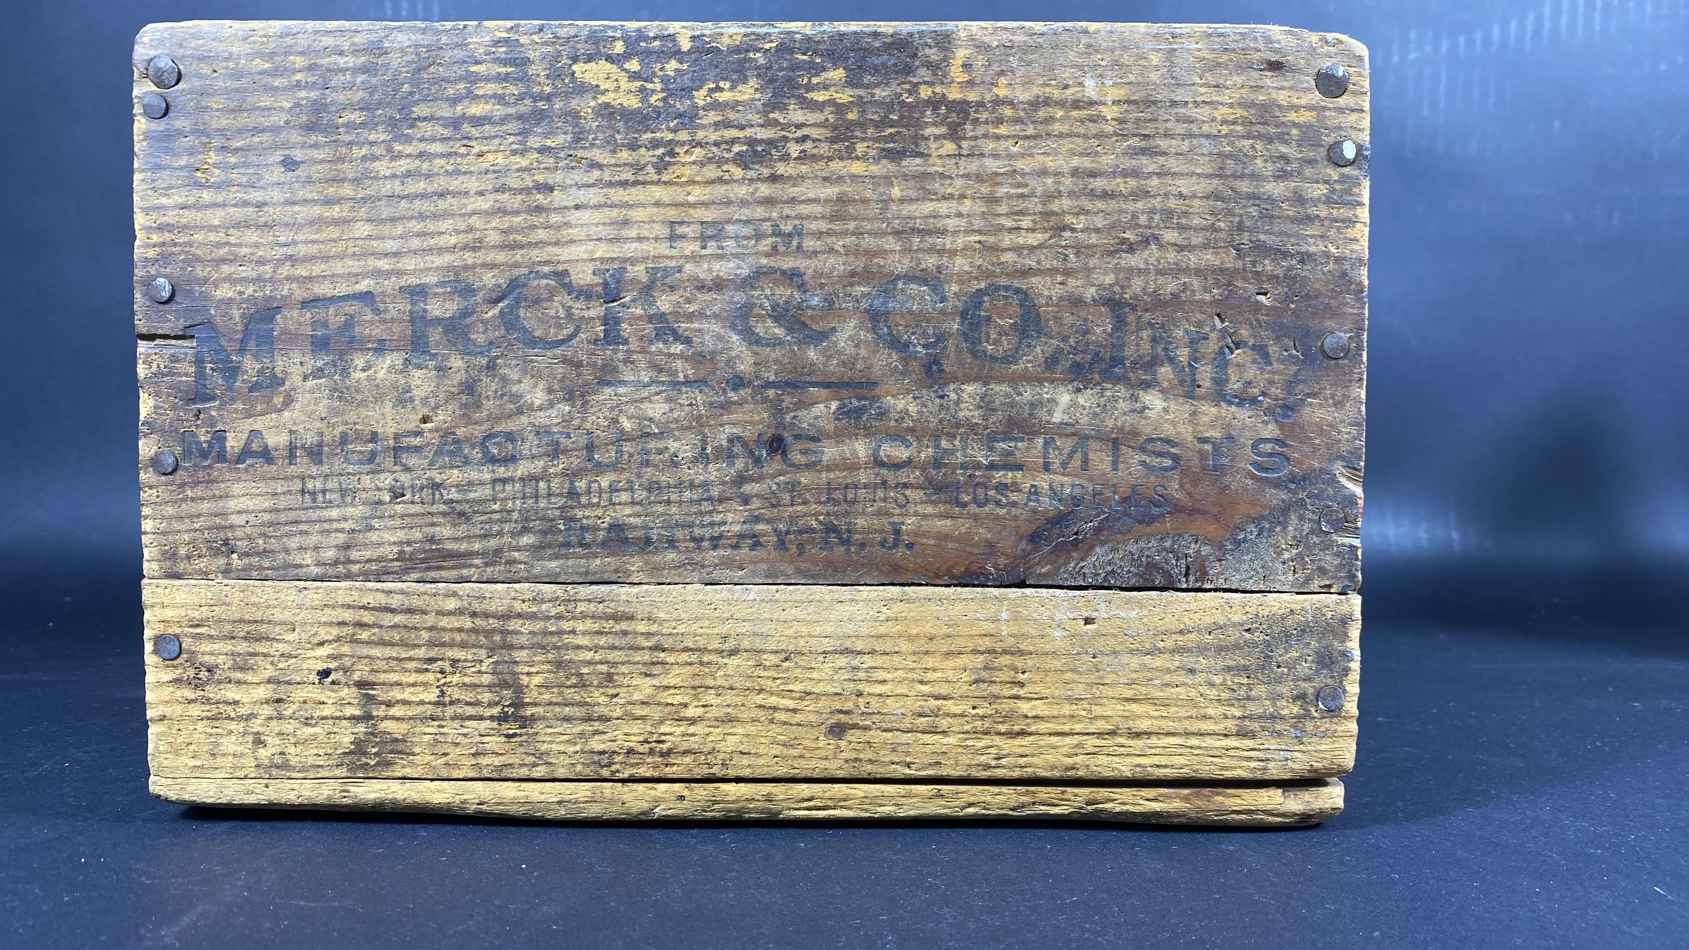 FROM
MERCK & CO. INC.
MANUFACTURING CHEMISTS
NEW YORK - PHILADELPHIA - ST. LOUIS - LOS ANGELES
RAHWAY, N. J.